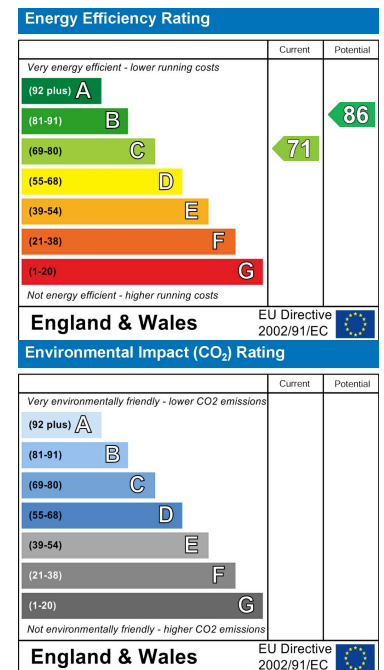 Energy Efficiency Rating
Current Potential
Very energy efficient - lower running costs
(92 plus) A
(81-91) B
86
(69-80) C
71
(55-68) D
(39-54) E
(21-38) F
(1-20) G
Not energy efficient - higher running costs
England & Wales
EU Directive
2002/91/EC
Environmental Impact (CO₂) Rating
Current Potential
Very environmentally friendly - lower CO2 emissions
(92 plus) A
(81-91) B
(69-80) C
(55-68) D
(39-54) E
(21-38) F
(1-20) G
Not environmentally friendly - higher CO2 emissions
England & Wales
EU Directive
2002/91/EC